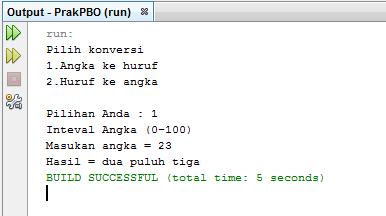 Output - PrakPBO (run)
run:
Pilih konversi
1.Angka ke huruf
2.Huruf ke angka
Pilihan Anda : 1
Inteval Angka (0-100)
Masukan angka = 23
Hasil = dua puluh tiga
BUILD SUCCESSFUL (total time: 5 seconds)